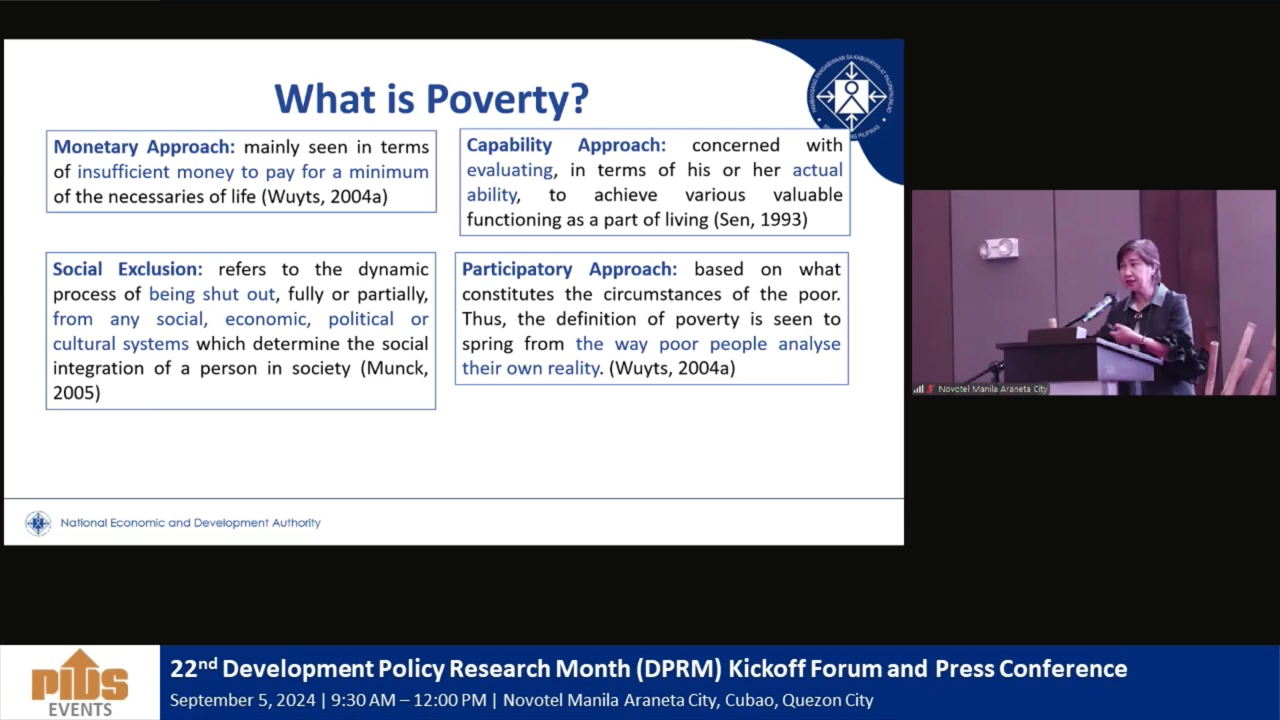 What is Poverty?
Monetary Approach: mainly seen in terms
of insufficient money to pay for a minimum
of the necessaries of life (Wuyts, 2004a)
Capability Approach: concerned with
evaluating, in terms of his or her actual
ability, to achieve various valuable
functioning as a part of living (Sen, 1993)
Social Exclusion: refers to the dynamic
process of being shut out, fully or partially,
from any social, economic, political or
cultural systems which determine the social
integration of a person in society (Munck,
2005)
Participatory Approach: based on what
constitutes the circumstances of the poor.
Thus, the definition of poverty is seen to
spring from the way poor people analyse
their own reality. (Wuyts, 2004a)
National Economic and Development Authority
Novotel Manila Araneta City
PIDS
EVENTS
22nd Development Policy Research Month (DPRM) Kickoff Forum and Press Conference
September 5, 2024 | 9:30 AM – 12:00 PM | Novotel Manila Araneta City, Cubao, Quezon City